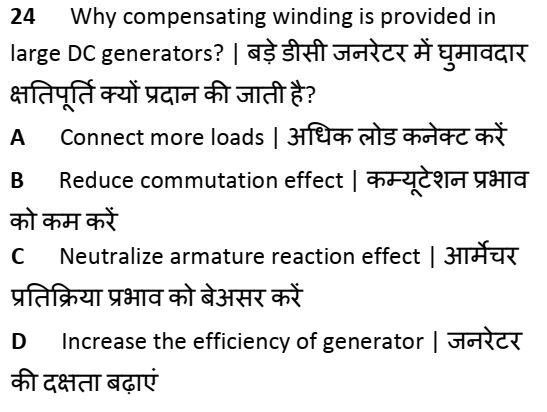 24 Why compensating winding is provided in
large DC generators? | बड़े डीसी जनरेटर में घुमावदार
क्षतिपूर्ति क्यों प्रदान की जाती है?
A Connect more loads | अधिक लोड कनेक्ट करें
B Reduce commutation effect | कम्यूटेशन प्रभाव
को कम करें
C Neutralize armature reaction effect | आर्मेचर
प्रतिक्रिया प्रभाव को बेअसर करें
D Increase the efficiency of generator | जनरेटर
की दक्षता बढ़ाएं